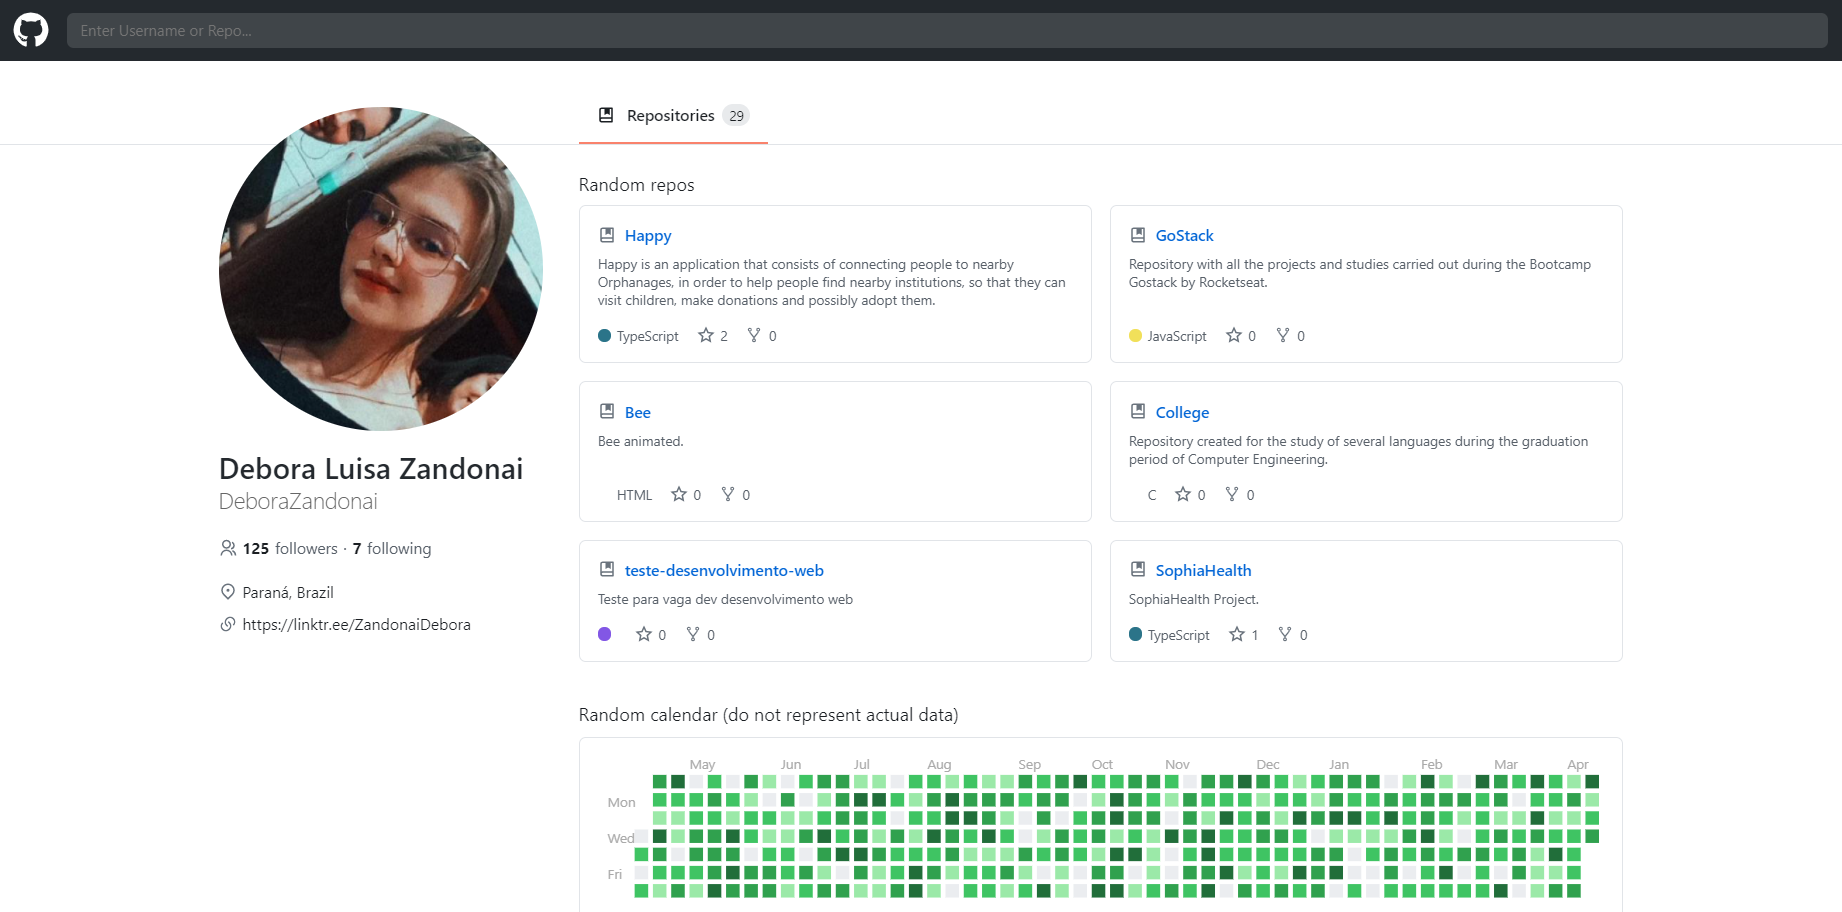 Enter Username or Repo...
Repositories 29
Debora Luisa Zandonai
DeboraZandonai
125 followers · 7 following
Paraná, Brazil
https://linktr.ee/ZandonaiDebora
Random repos
Happy
Happy is an application that consists of connecting people to nearby
Orphanages, in order to help people find nearby institutions, so that they can
visit children, make donations and possibly adopt them.
TypeScript 2 0
GoStack
Repository with all the projects and studies carried out during the Bootcamp
Gostack by Rocketseat.
JavaScript 0 0
Bee
Bee animated.
HTML 0 0
College
Repository created for the study of several languages during the graduation
period of Computer Engineering.
C 0 0
teste-desenvolvimento-web
Teste para vaga dev desenvolvimento web
0 0
SophiaHealth
SophiaHealth Project.
TypeScript 1 0
Random calendar (do not represent actual data)
May Jun Jul Aug Sep Oct Nov Dec Jan Feb Mar Apr
Mon
Wed
Fri